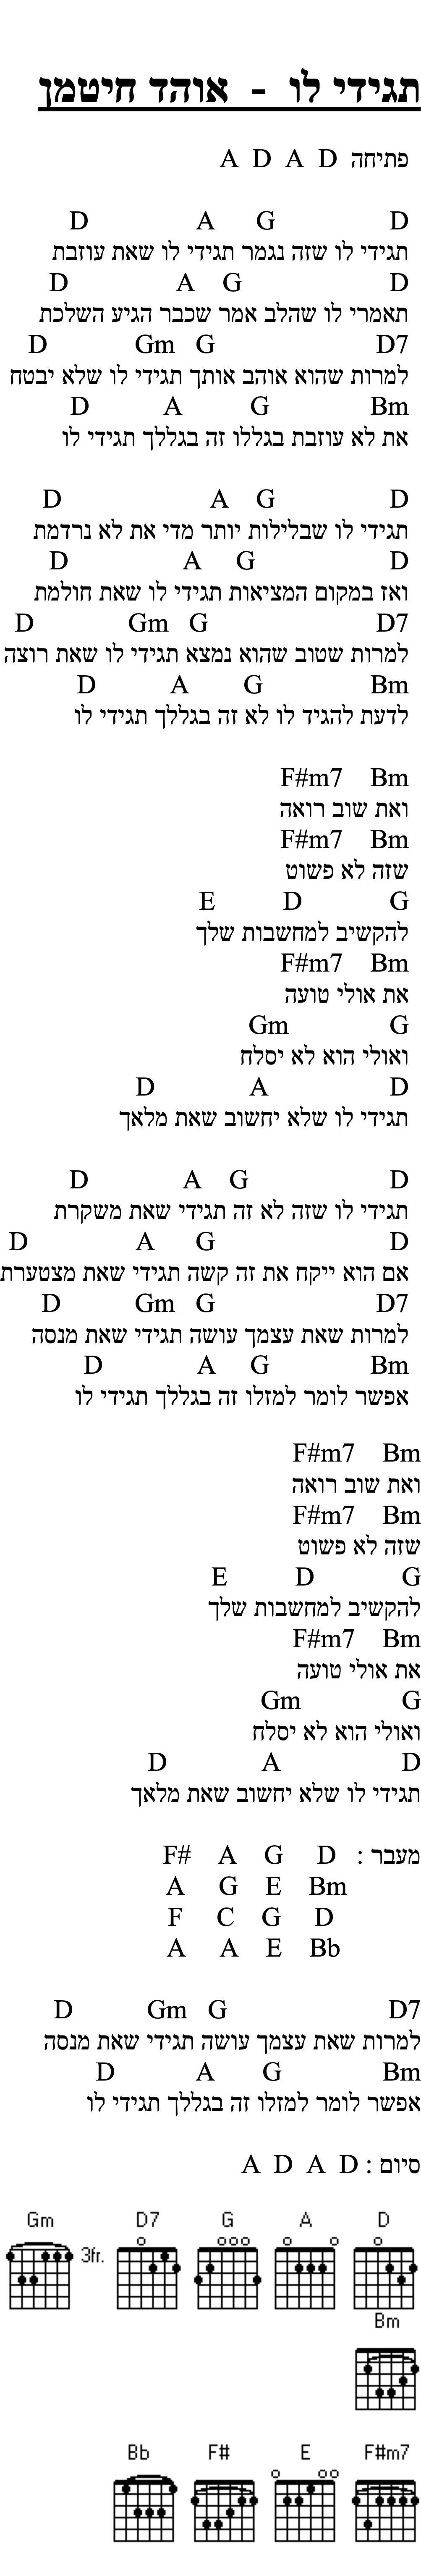 תגידי לו - אוהד חיטמן
פתיחה A D A D
D A G D
תגידי לו שזה נגמר תגידי לו שאת עוזבת
D A G D
תאמרי לו שהלב אמר שכבר הגיע השלכת
D Gm G D7
למרות שהוא אוהב אותך תגידי לו שלא יבטח
D A G Bm
את לא עוזבת בגללו זה בגללך תגידי לו
D A G D
תגידי לו שבלילות יותר מדי את לא נרדמת
D A G D
ואז במקום המציאות תגידי לו שאת חולמת
D Gm G D7
למרות שטוב שהוא נמצא תגידי לו שאת רוצה
D A G Bm
לדעת להגיד לו לא זה בגללך תגידי לו
F#m7 Bm
ואת שוב רואה
F#m7 Bm
שזה לא פשוט
E D G
להקשיב למחשבות שלך
F#m7 Bm
את אולי טועה
Gm G
ואולי הוא לא יסלח
D A D
תגידי לו שלא יחשוב שאת מלאך
D A G D
תגידי לו שזה לא זה תגידי שאת משקרת
D A G D
אם הוא ייקח את זה קשה תגידי שאת מצטערת
D Gm G D7
למרות שאת עצמך עושה תגידי שאת מנסה
D A G Bm
אפשר לומר למזלו זה בגללך תגידי לו
F#m7 Bm
ואת שוב רואה
F#m7 Bm
שזה לא פשוט
E D G
להקשיב למחשבות שלך
F#m7 Bm
את אולי טועה
Gm G
ואולי הוא לא יסלח
D A D
תגידי לו שלא יחשוב שאת מלאך
מעבר : F# A G D
A G E Bm
F C G D
A A E Bb
D Gm G D7
למרות שאת עצמך עושה תגידי שאת מנסה
D A G Bm
אפשר לומר למזלו זה בגללך תגידי לו
סיום : A D A D
Gm D7 G A D
3fr.
Bm
Bb F# E F#m7